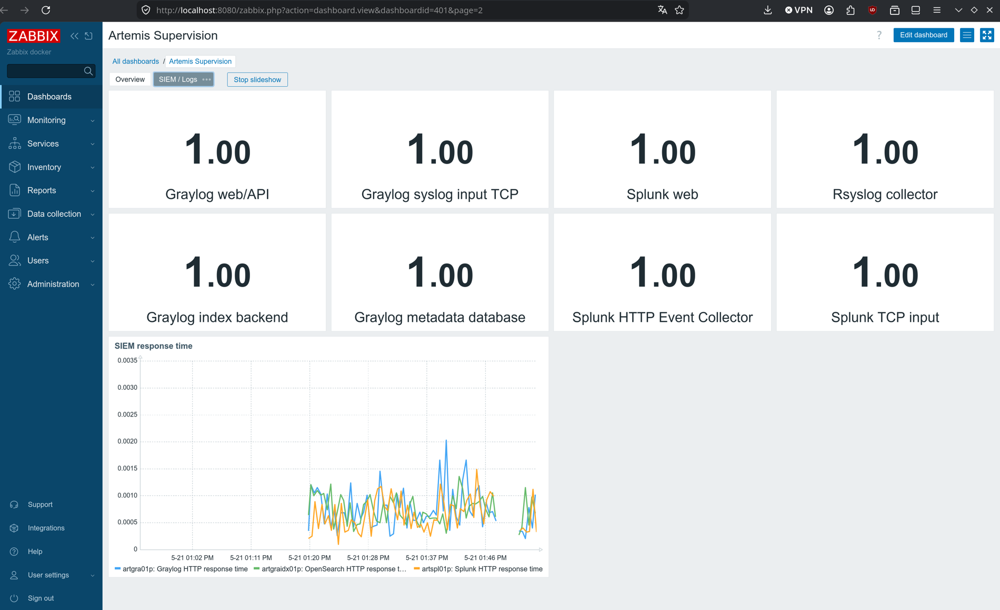 http://localhost:8080/zabbix.php?action=dashboard.view&dashboardid=401&page=2
VPN
ZABBIX
Zabbix docker
Artemis Supervision
?
Edit dashboard
All dashboards / Artemis Supervision
Overview
SIEM / Logs
Stop slideshow
Dashboards
Monitoring
Services
Inventory
Reports
Data collection
Alerts
Users
Administration
Support
Integrations
Help
User settings
Sign out
1.00
Graylog web/API
1.00
Graylog syslog input TCP
1.00
Splunk web
1.00
Rsyslog collector
1.00
Graylog index backend
1.00
Graylog metadata database
1.00
Splunk HTTP Event Collector
1.00
Splunk TCP input
SIEM response time
0.0035
0.0030
0.0025
0.0020
0.0015
0.0010
0.0005
0
5-21 01:02 PM 5-21 01:11 PM 5-21 01:20 PM 5-21 01:28 PM 5-21 01:37 PM 5-21 01:46 PM
artgra01p: Graylog HTTP response time artgraidx01p: OpenSearch HTTP response t... artspl01p: Splunk HTTP response time